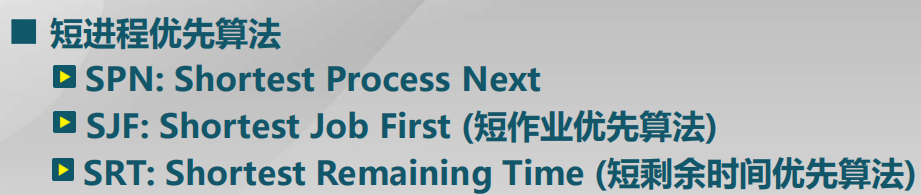 短进程优先算法
SPN: Shortest Process Next
SJF: Shortest Job First (短作业优先算法)
SRT: Shortest Remaining Time (短剩余时间优先算法)